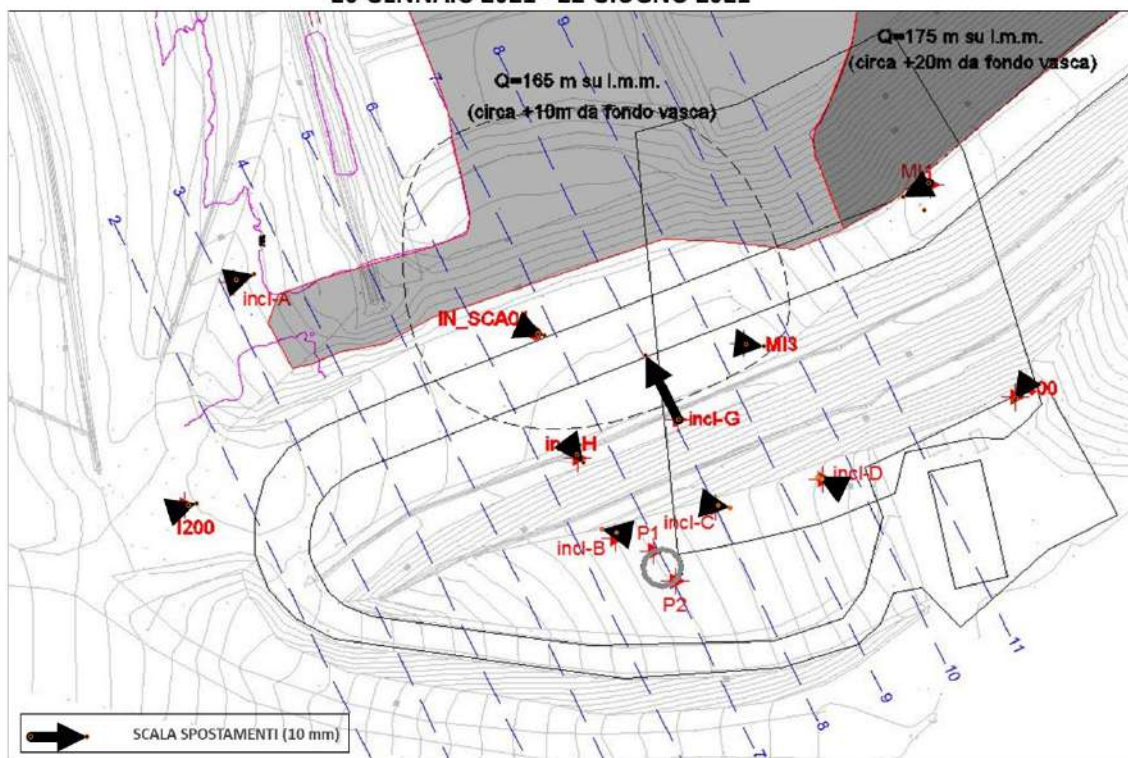 Q=165 m su l.m.m.
(circa +10m da fondo vasca)
Q=175 m su l.m.m.
(circa +20m da fondo vasca)
2
3
4
5
6
7
8
9
MI1
incl-A
MI3
incl-G
I200
incl-B
P1
incl-C
incl-D
P2
11
10
9
8
7
SCALA SPOSTAMENTI (10 mm)